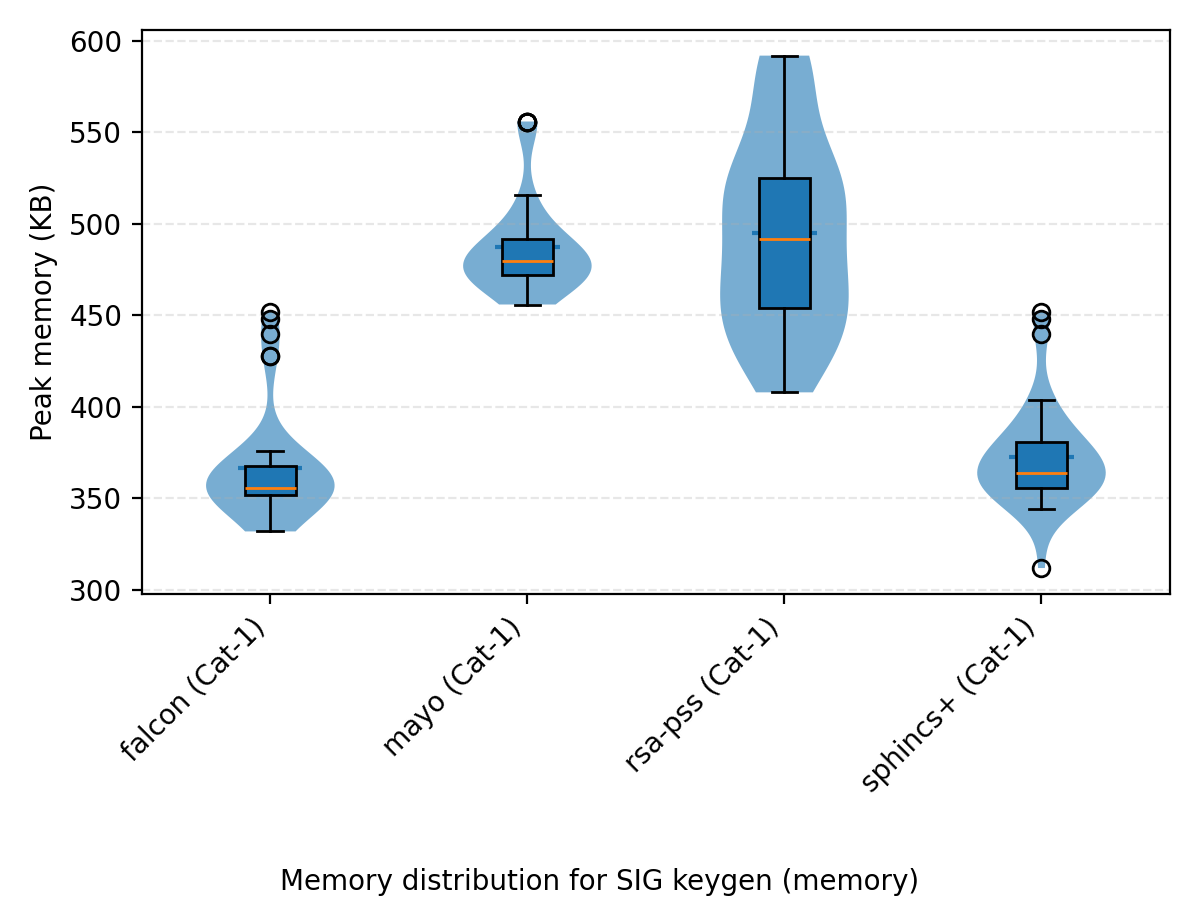 600
550
500
450
400
350
300
Peak memory (KB)
falcon (Cat-1)
mayo (Cat-1)
rsa-pss (Cat-1)
sphincs+ (Cat-1)
Memory distribution for SIG keygen (memory)